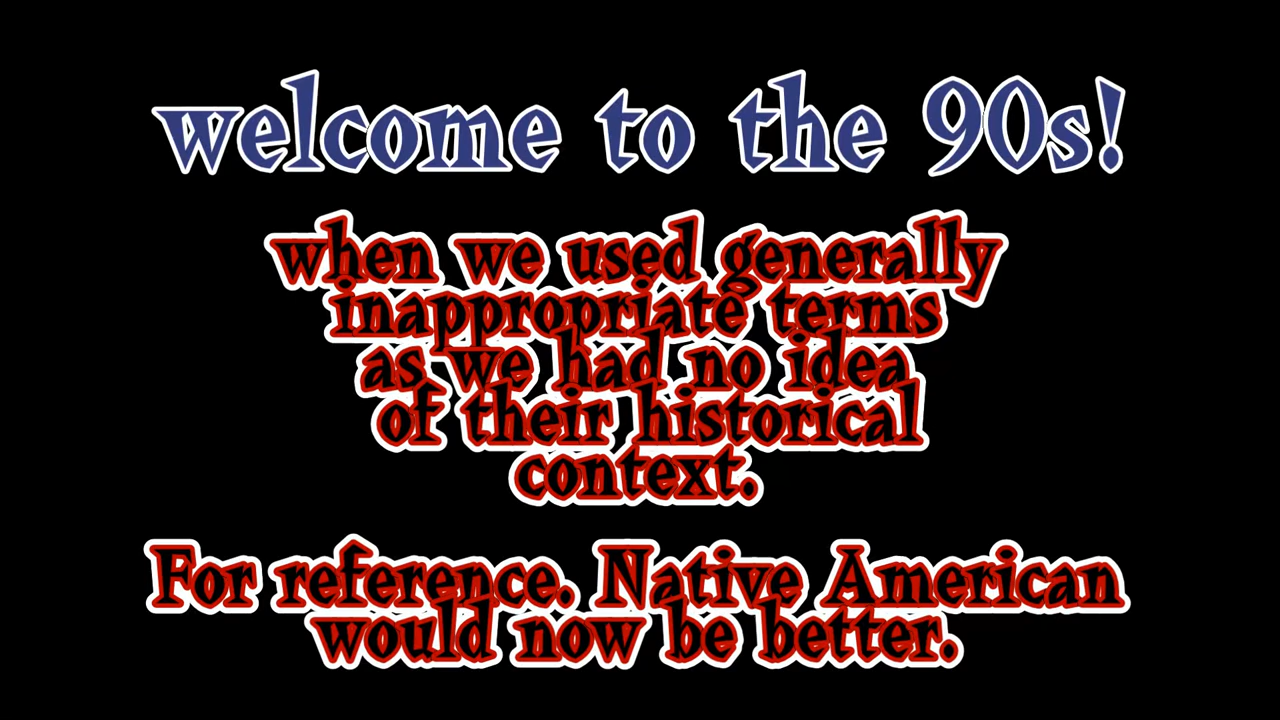 welcome to the 90s!
when we used generally
inappropriate terms
as we had no idea
of their historical
context.
For reference. Native American
would now be better.